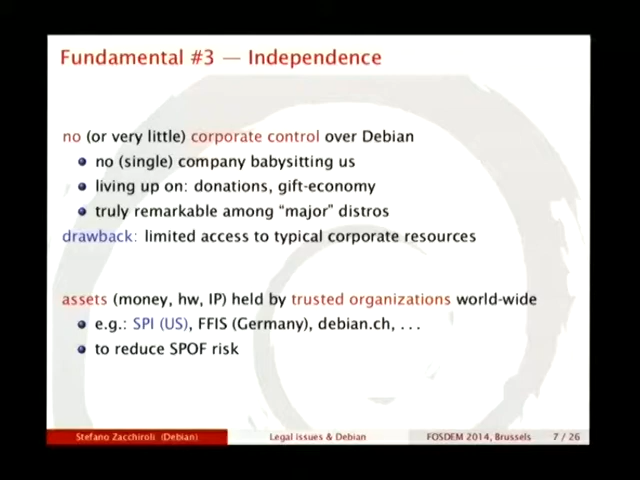 Fundamental #3 — Independence
no (or very little) corporate control over Debian
no (single) company babysitting us
living up on: donations, gift-economy
truly remarkable among “major” distros
drawback: limited access to typical corporate resources
assets (money, hw, IP) held by trusted organizations world-wide
e.g.: SPI (US), FFIS (Germany), debian.ch, . . .
to reduce SPOF risk
Stefano Zacchiroli (Debian) Legal issues & Debian FOSDEM 2014, Brussels 7 / 26